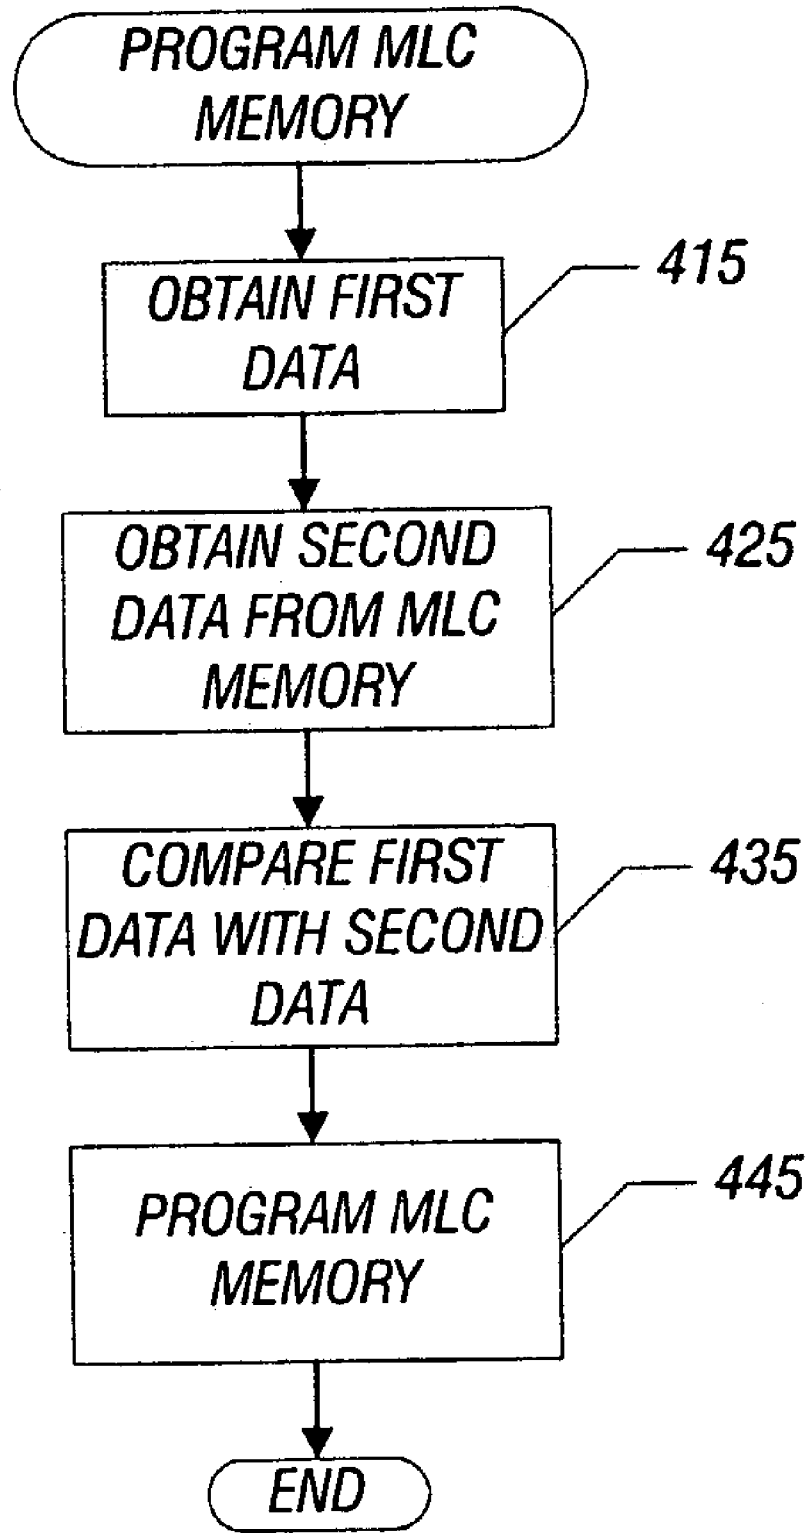 PROGRAM MLC
MEMORY
OBTAIN FIRST
DATA
415
OBTAIN SECOND
DATA FROM MLC
MEMORY
425
COMPARE FIRST
DATA WITH SECOND
DATA
435
PROGRAM MLC
MEMORY
445
END